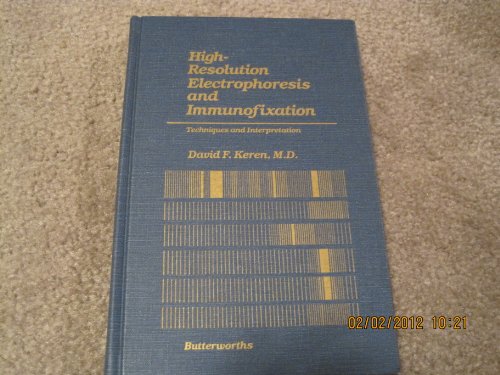 High-
Resolution
Electrophoresis
and
Immunofixation
Techniques and Interpretation
David F. Keren, M.D.
Butterworths
02/02/2012 10:21